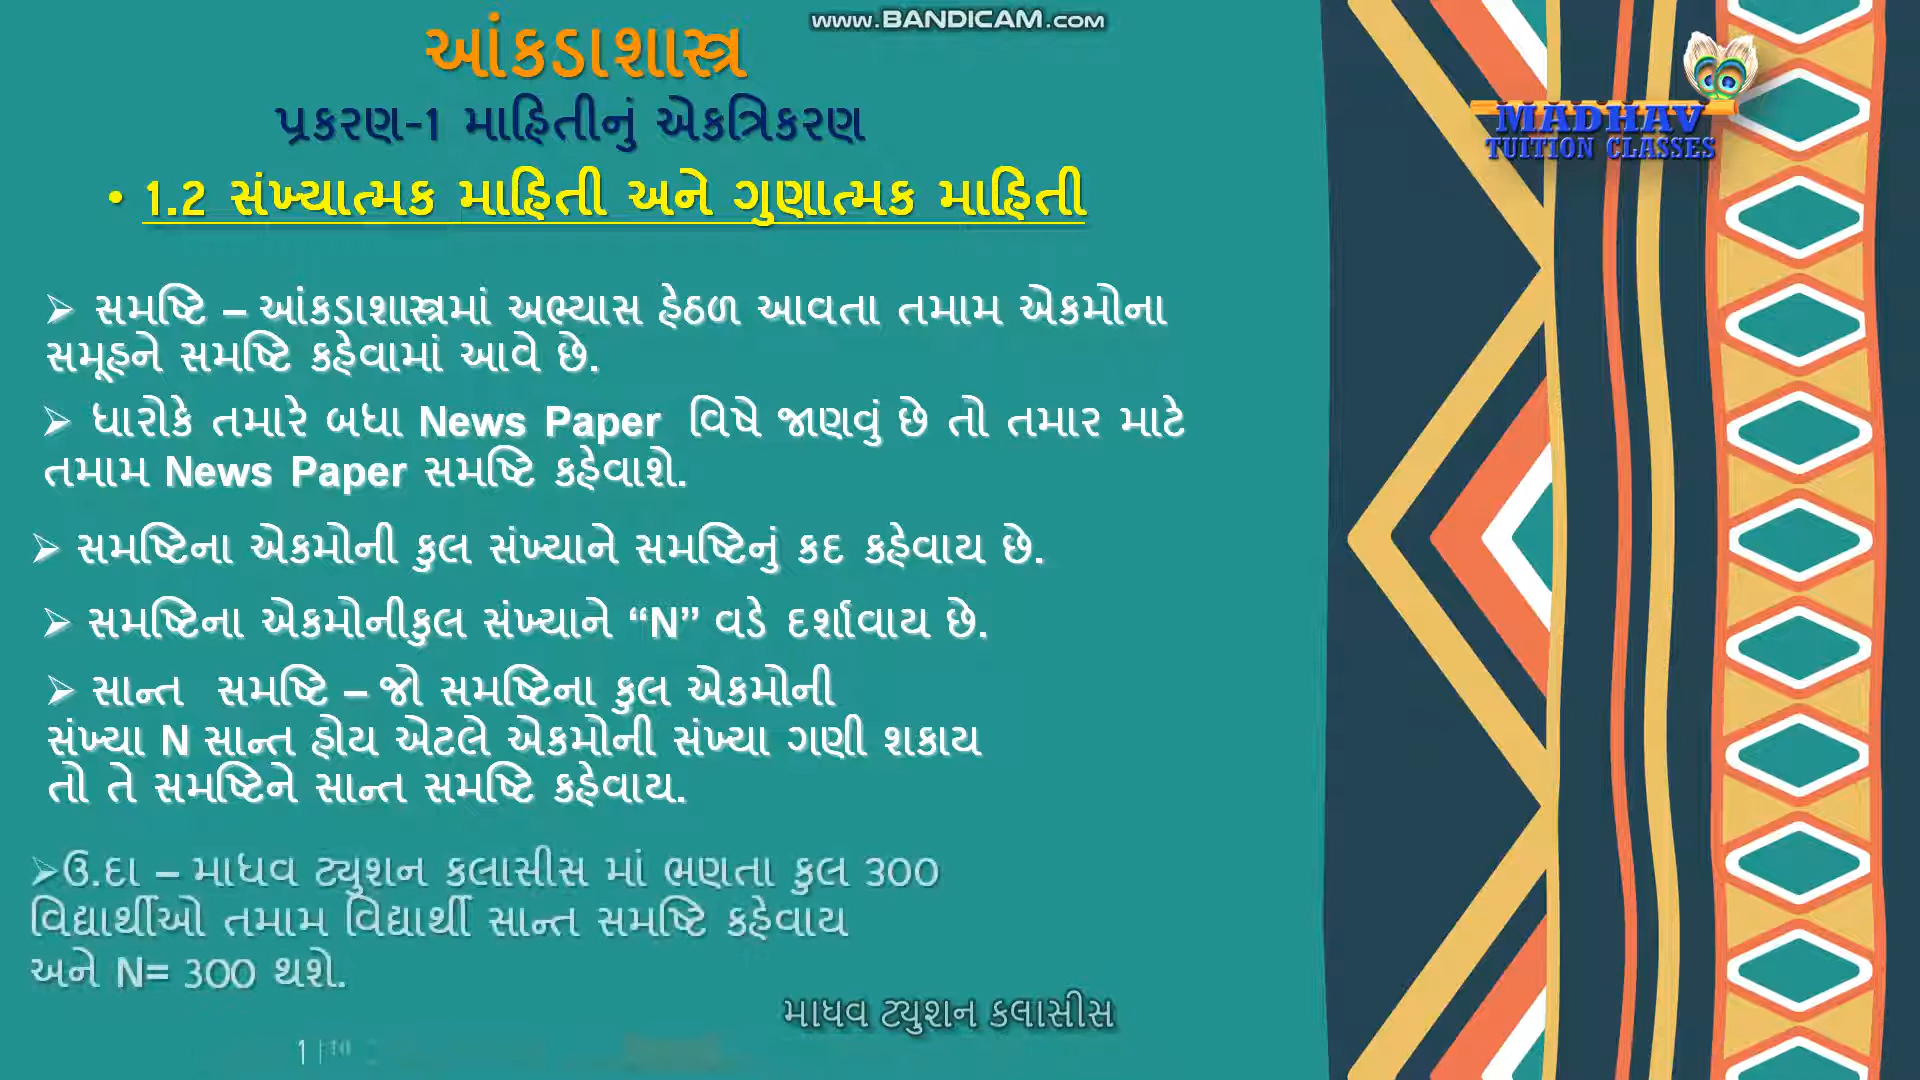 www.BANDICAM.com
આંકડાશાસ્ત્ર
પ્રકરણ-1 માહિતીનું એકત્રિકરણ
MADHAV
TUITION CLASSES
• 1.2 સંખ્યાત્મક માહિતી અને ગુણાત્મક માહિતી
➢ સમષ્ટિ – આંકડાશાસ્ત્રમાં અભ્યાસ હેઠળ આવતા તમામ એકમોના
સમૂહને સમષ્ટિ કહેવામાં આવે છે.
➢ ધારોકે તમારે બધા News Paper વિષે જાણવું છે તો તમાર માટે
તમામ News Paper સમષ્ટિ કહેવાશે.
➢ સમષ્ટિના એકમોની કુલ સંખ્યાને સમષ્ટિનું કદ કહેવાય છે.
➢ સમષ્ટિના એકમોનીકુલ સંખ્યાને “N” વડે દર્શાવાય છે.
➢ સાન્ત સમષ્ટિ – જો સમષ્ટિના કુલ એકમોની
સંખ્યા N સાન્ત હોય એટલે એકમોની સંખ્યા ગણી શકાય
તો તે સમષ્ટિને સાન્ત સમષ્ટિ કહેવાય.
➢ઉ.દા – માધવ ટ્યુશન કલાસીસ માં ભણતા કુલ 300
વિદ્યાર્થીઓ તમામ વિદ્યાર્થી સાન્ત સમષ્ટિ કહેવાય
અને N= 300 થશે.
માધવ ટ્યુશન કલાસીસ
1